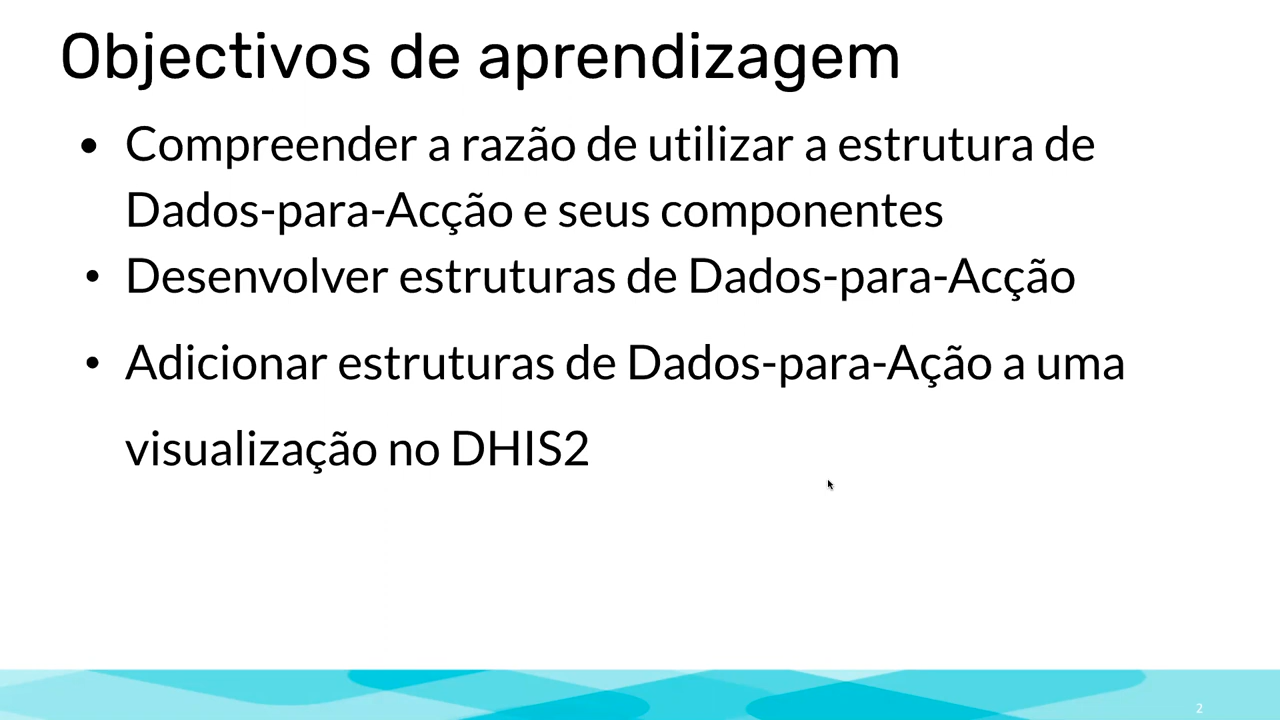 Objectivos de aprendizagem
• Compreender a razão de utilizar a estrutura de
Dados-para-Acção e seus componentes
• Desenvolver estruturas de Dados-para-Acção
• Adicionar estruturas de Dados-para-Ação a uma
visualização no DHIS2
2